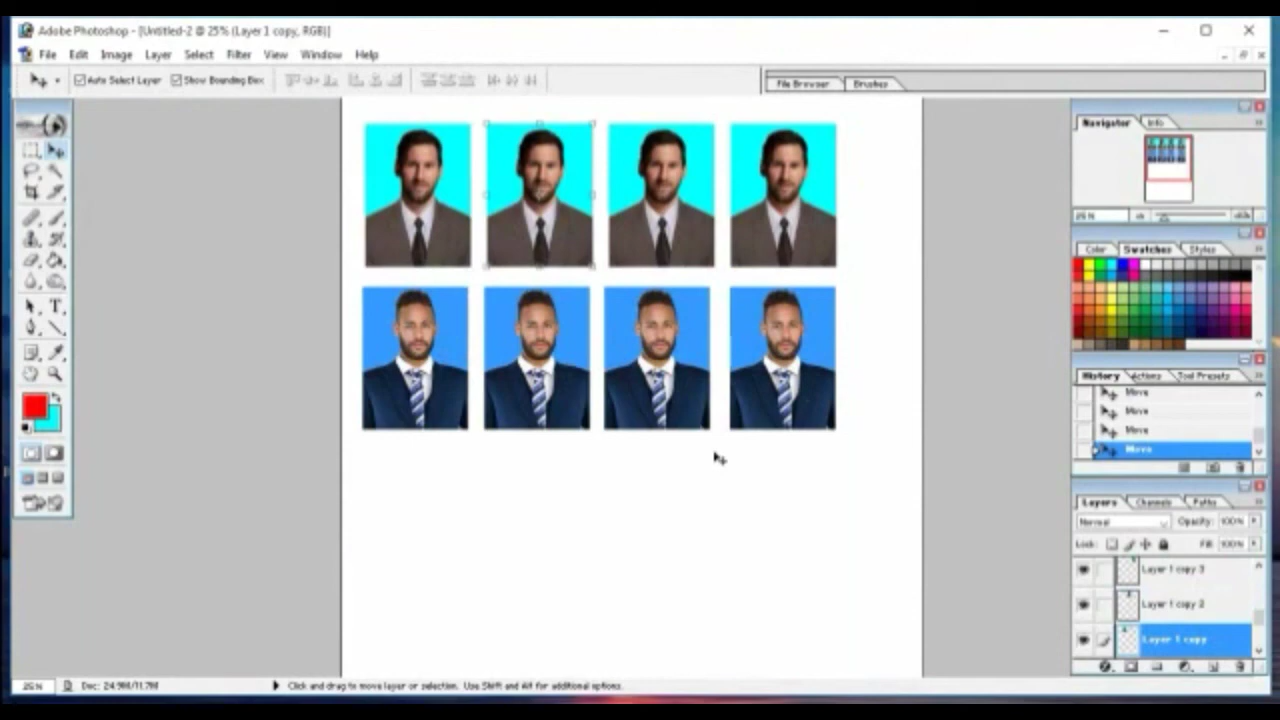 Adobe Photoshop - [Untitled-2 @ 25% (Layer 1 copy, RGB)]
File Edit Image Layer Select Filter View Window Help
Auto Select Layer Show Bounding Box File Browser Brushes
Navigator Info
25%
Color Swatches Styles
History Actions Tool Presets
Move
Move
Move
Move
Layers Channels Paths
Normal Opacity: 100%
Lock: Fill: 100%
Layer 1 copy 3
Layer 1 copy 2
Layer 1 copy
25% Doc: Click and drag to move layer or selection. Use Shift and Alt for additional options.